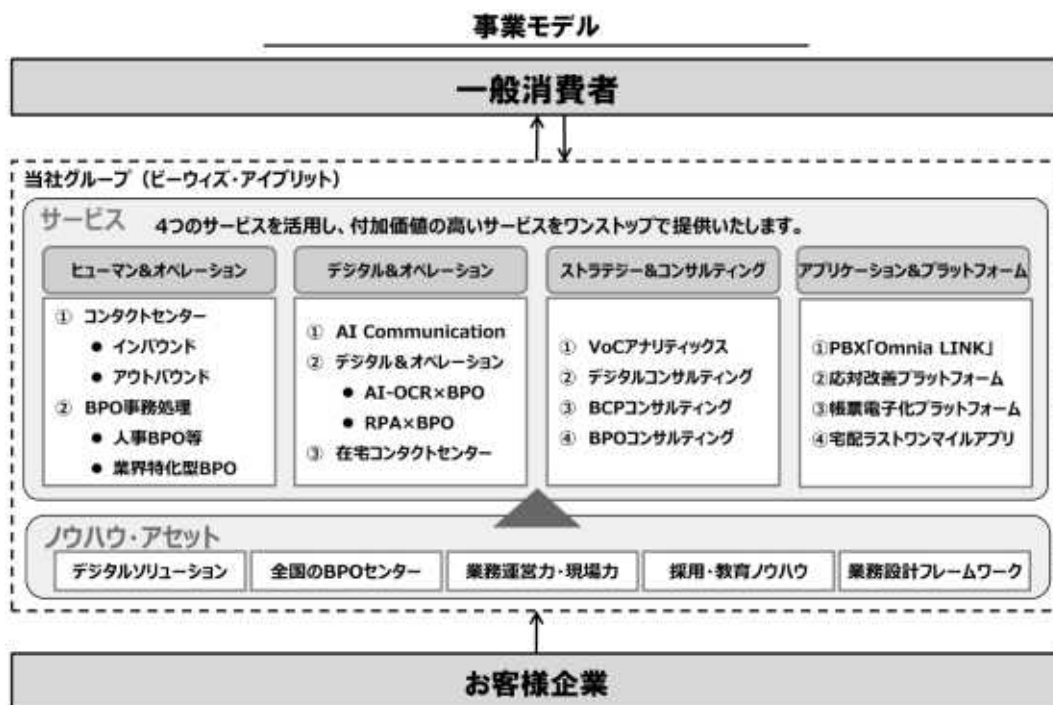 事業モデル
一般消費者
当社グループ（ビーウィズ・アイブリット）
サービス
4つのサービスを活用し、付加価値の高いサービスをワンストップで提供いたします。
ヒューマン&オペレーション
① コンタクトセンター
● インバウンド
● アウトバウンド
② BPO事務処理
● 人事BPO等
● 業界特化型BPO
デジタル&オペレーション
① AI Communication
② デジタル&オペレーション
● AI-OCR×BPO
● RPA×BPO
③ 在宅コンタクトセンター
ストラテジー&コンサルティング
① VoCアナリティックス
② デジタルコンサルティング
③ BCPコンサルティング
④ BPOコンサルティング
アプリケーション&プラットフォーム
①PBX「Omnia LINK」
②応対改善プラットフォーム
③帳票電子化プラットフォーム
④宅配ラストワンマイルアプリ
ノウハウ・アセット
デジタルソリューション
全国のBPOセンター
業務運営力・現場力
採用・教育ノウハウ
業務設計フレームワーク
お客様企業